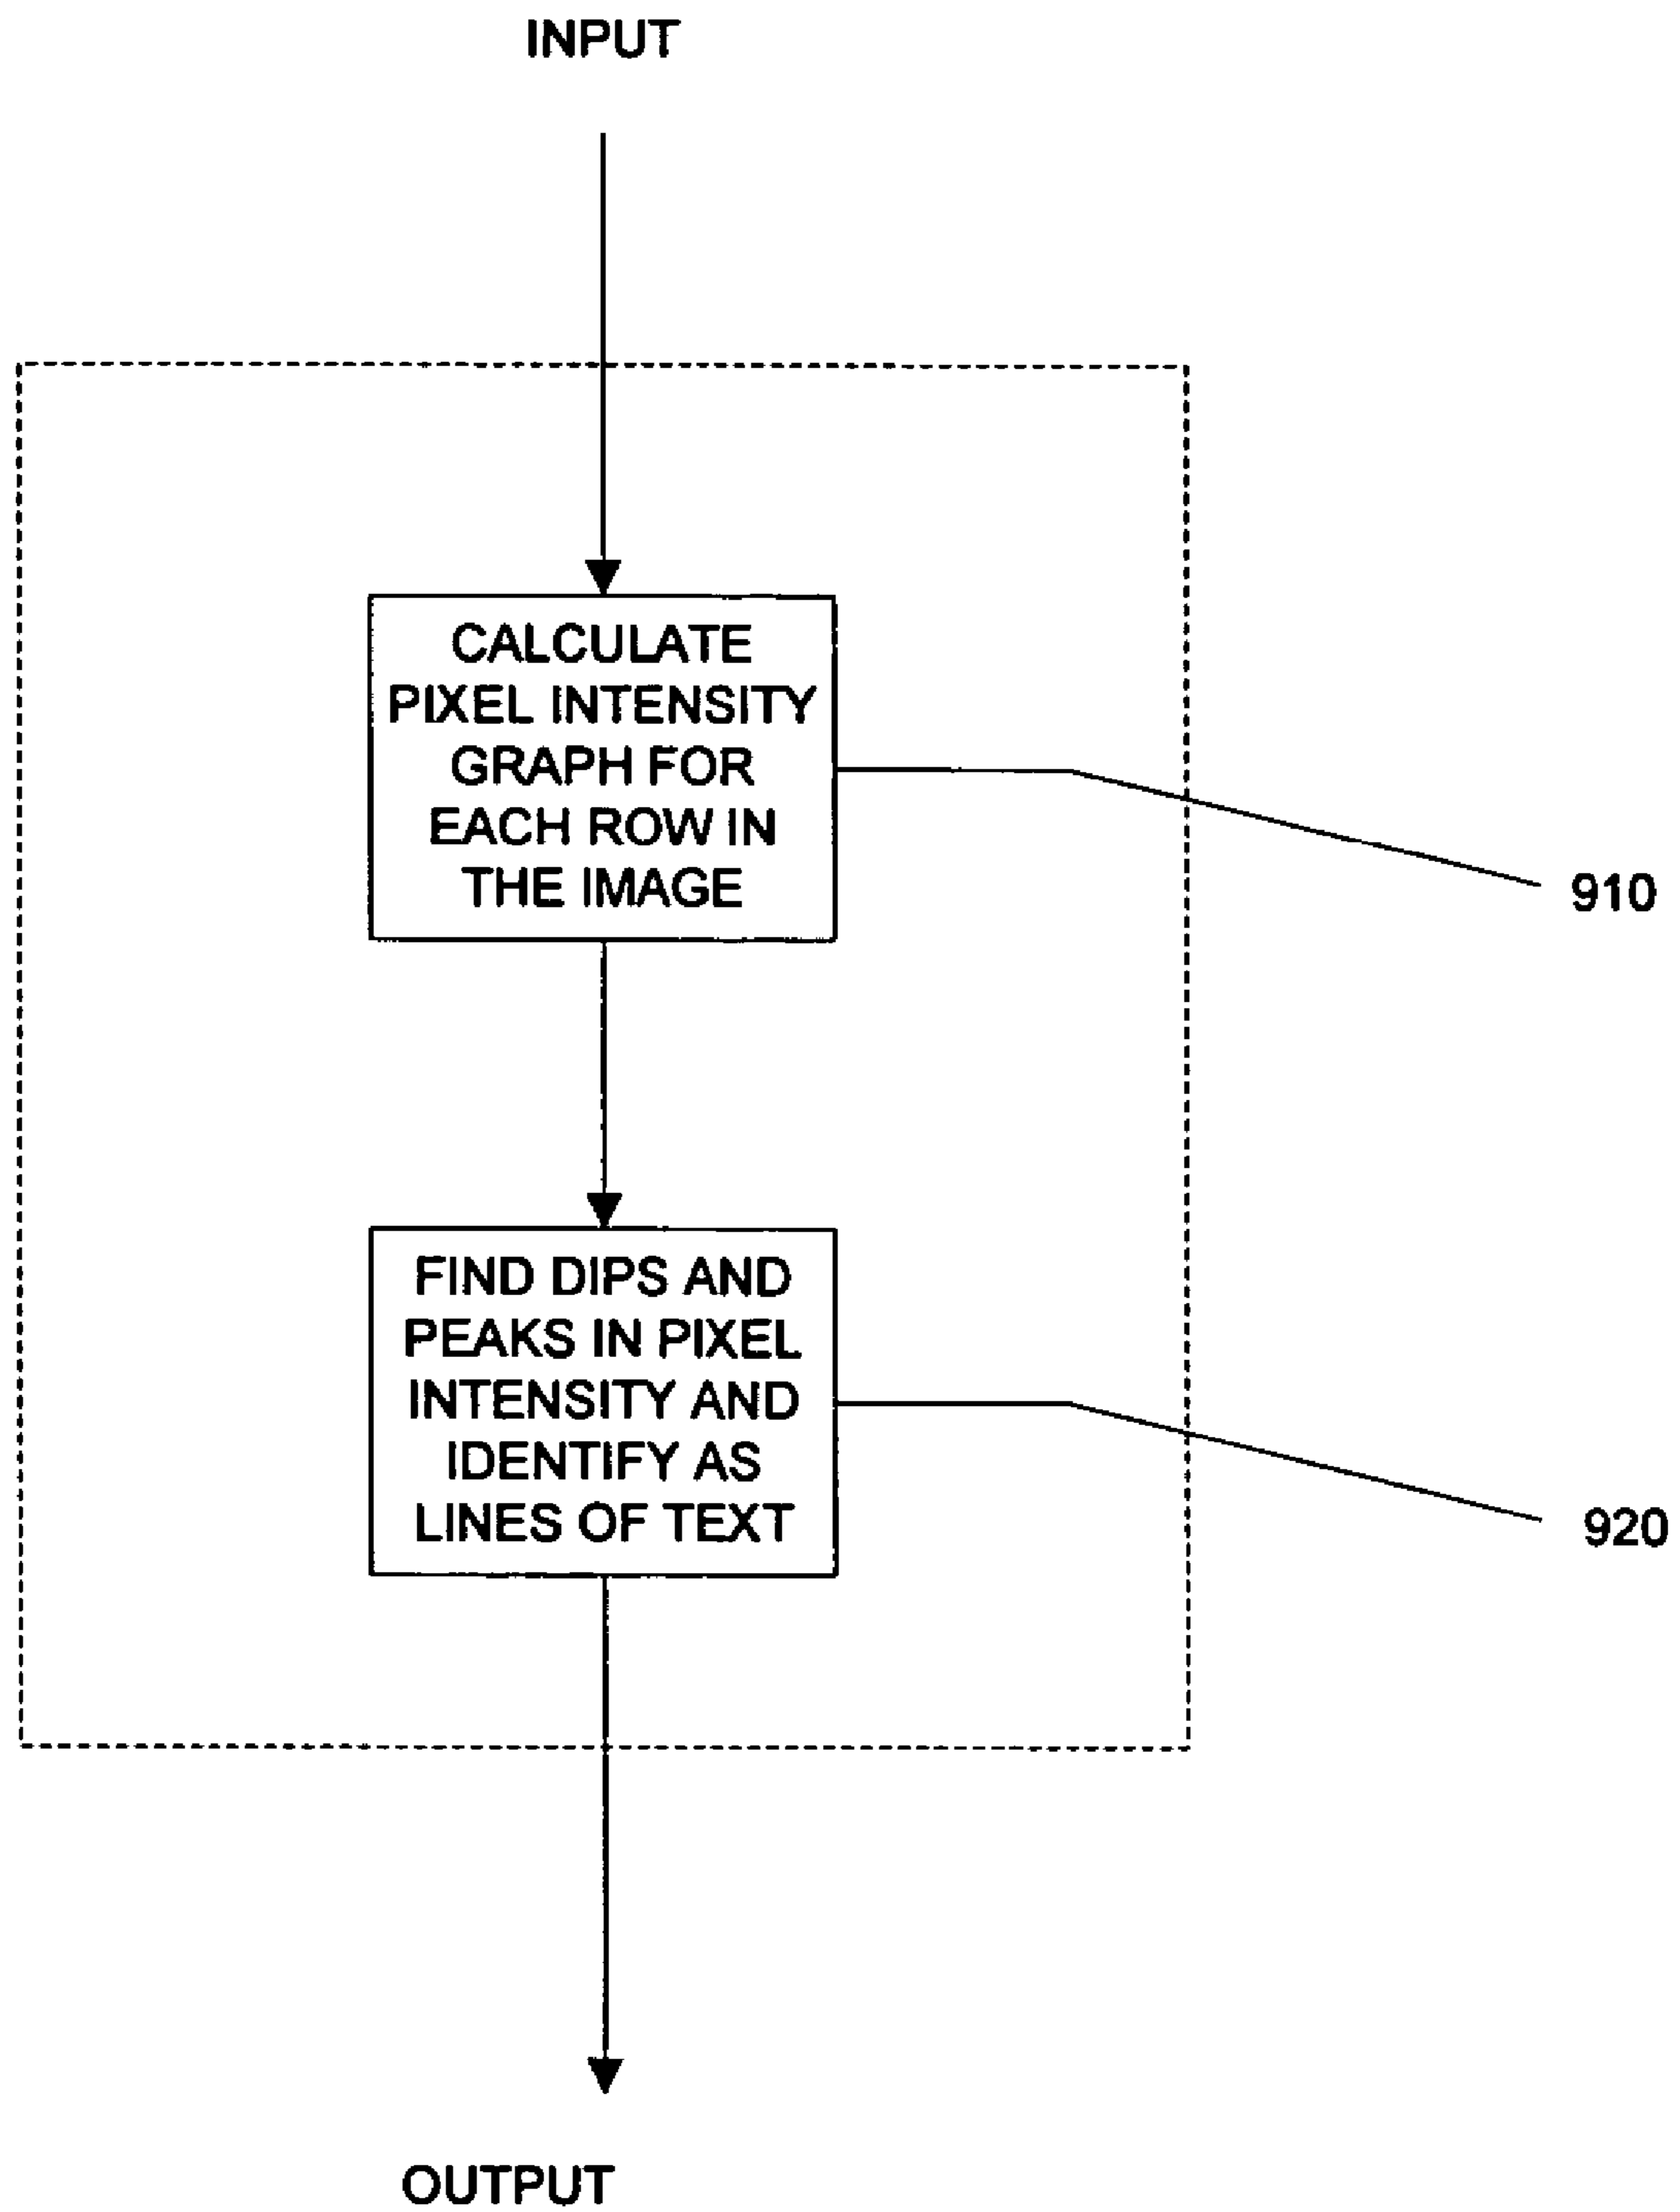 INPUT
CALCULATE
PIXEL INTENSITY
GRAPH FOR
EACH ROW IN
THE IMAGE
910
FIND DIPS AND
PEAKS IN PIXEL
INTENSITY AND
IDENTIFY AS
LINES OF TEXT
920
OUTPUT